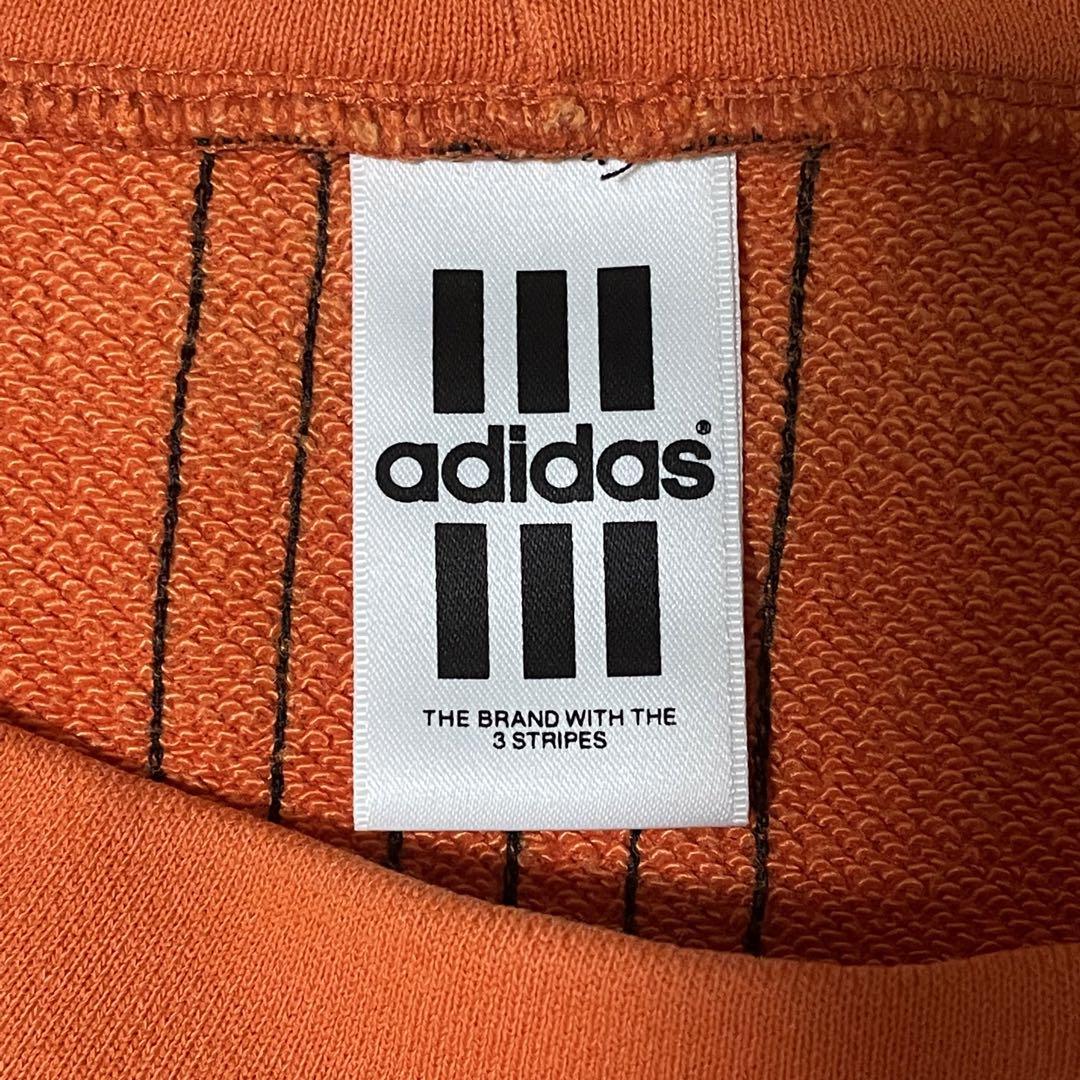 adidas®
THE BRAND WITH THE
3 STRIPES